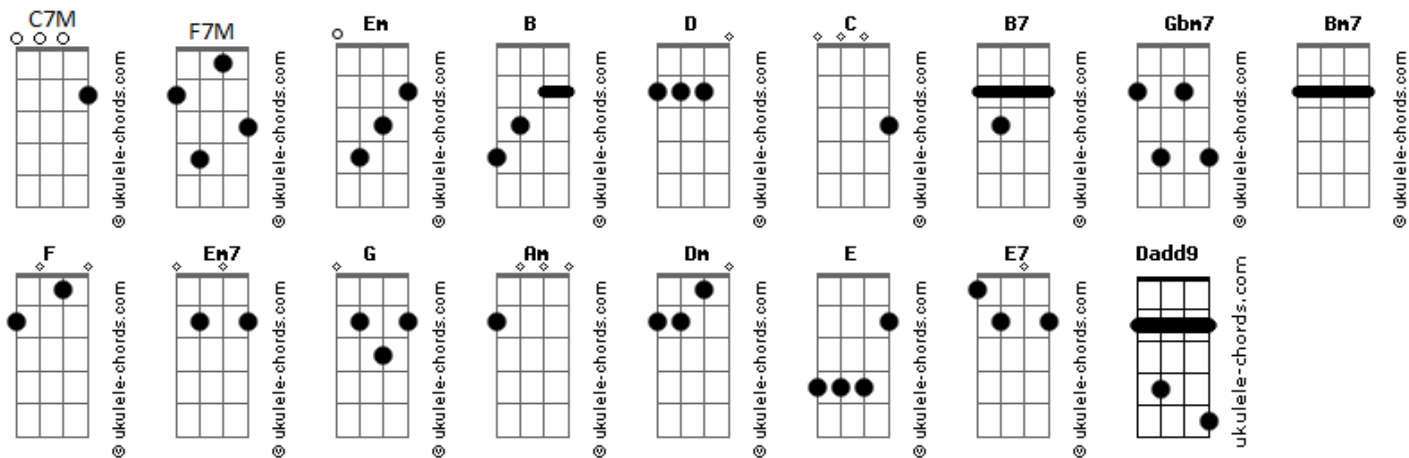 C7M F7M Em B D C B7 Gbm7 Bm7
© ukulele-chords.com © ukulele-chords.com © ukulele-chords.com © ukulele-chords.com © ukulele-chords.com © ukulele-chords.com © ukulele-chords.com © ukulele-chords.com © ukulele-chords.com
F Em7 G Am Dm E E7 Dadd9
© ukulele-chords.com © ukulele-chords.com © ukulele-chords.com © ukulele-chords.com © ukulele-chords.com © ukulele-chords.com © ukulele-chords.com ukulele-chords.com